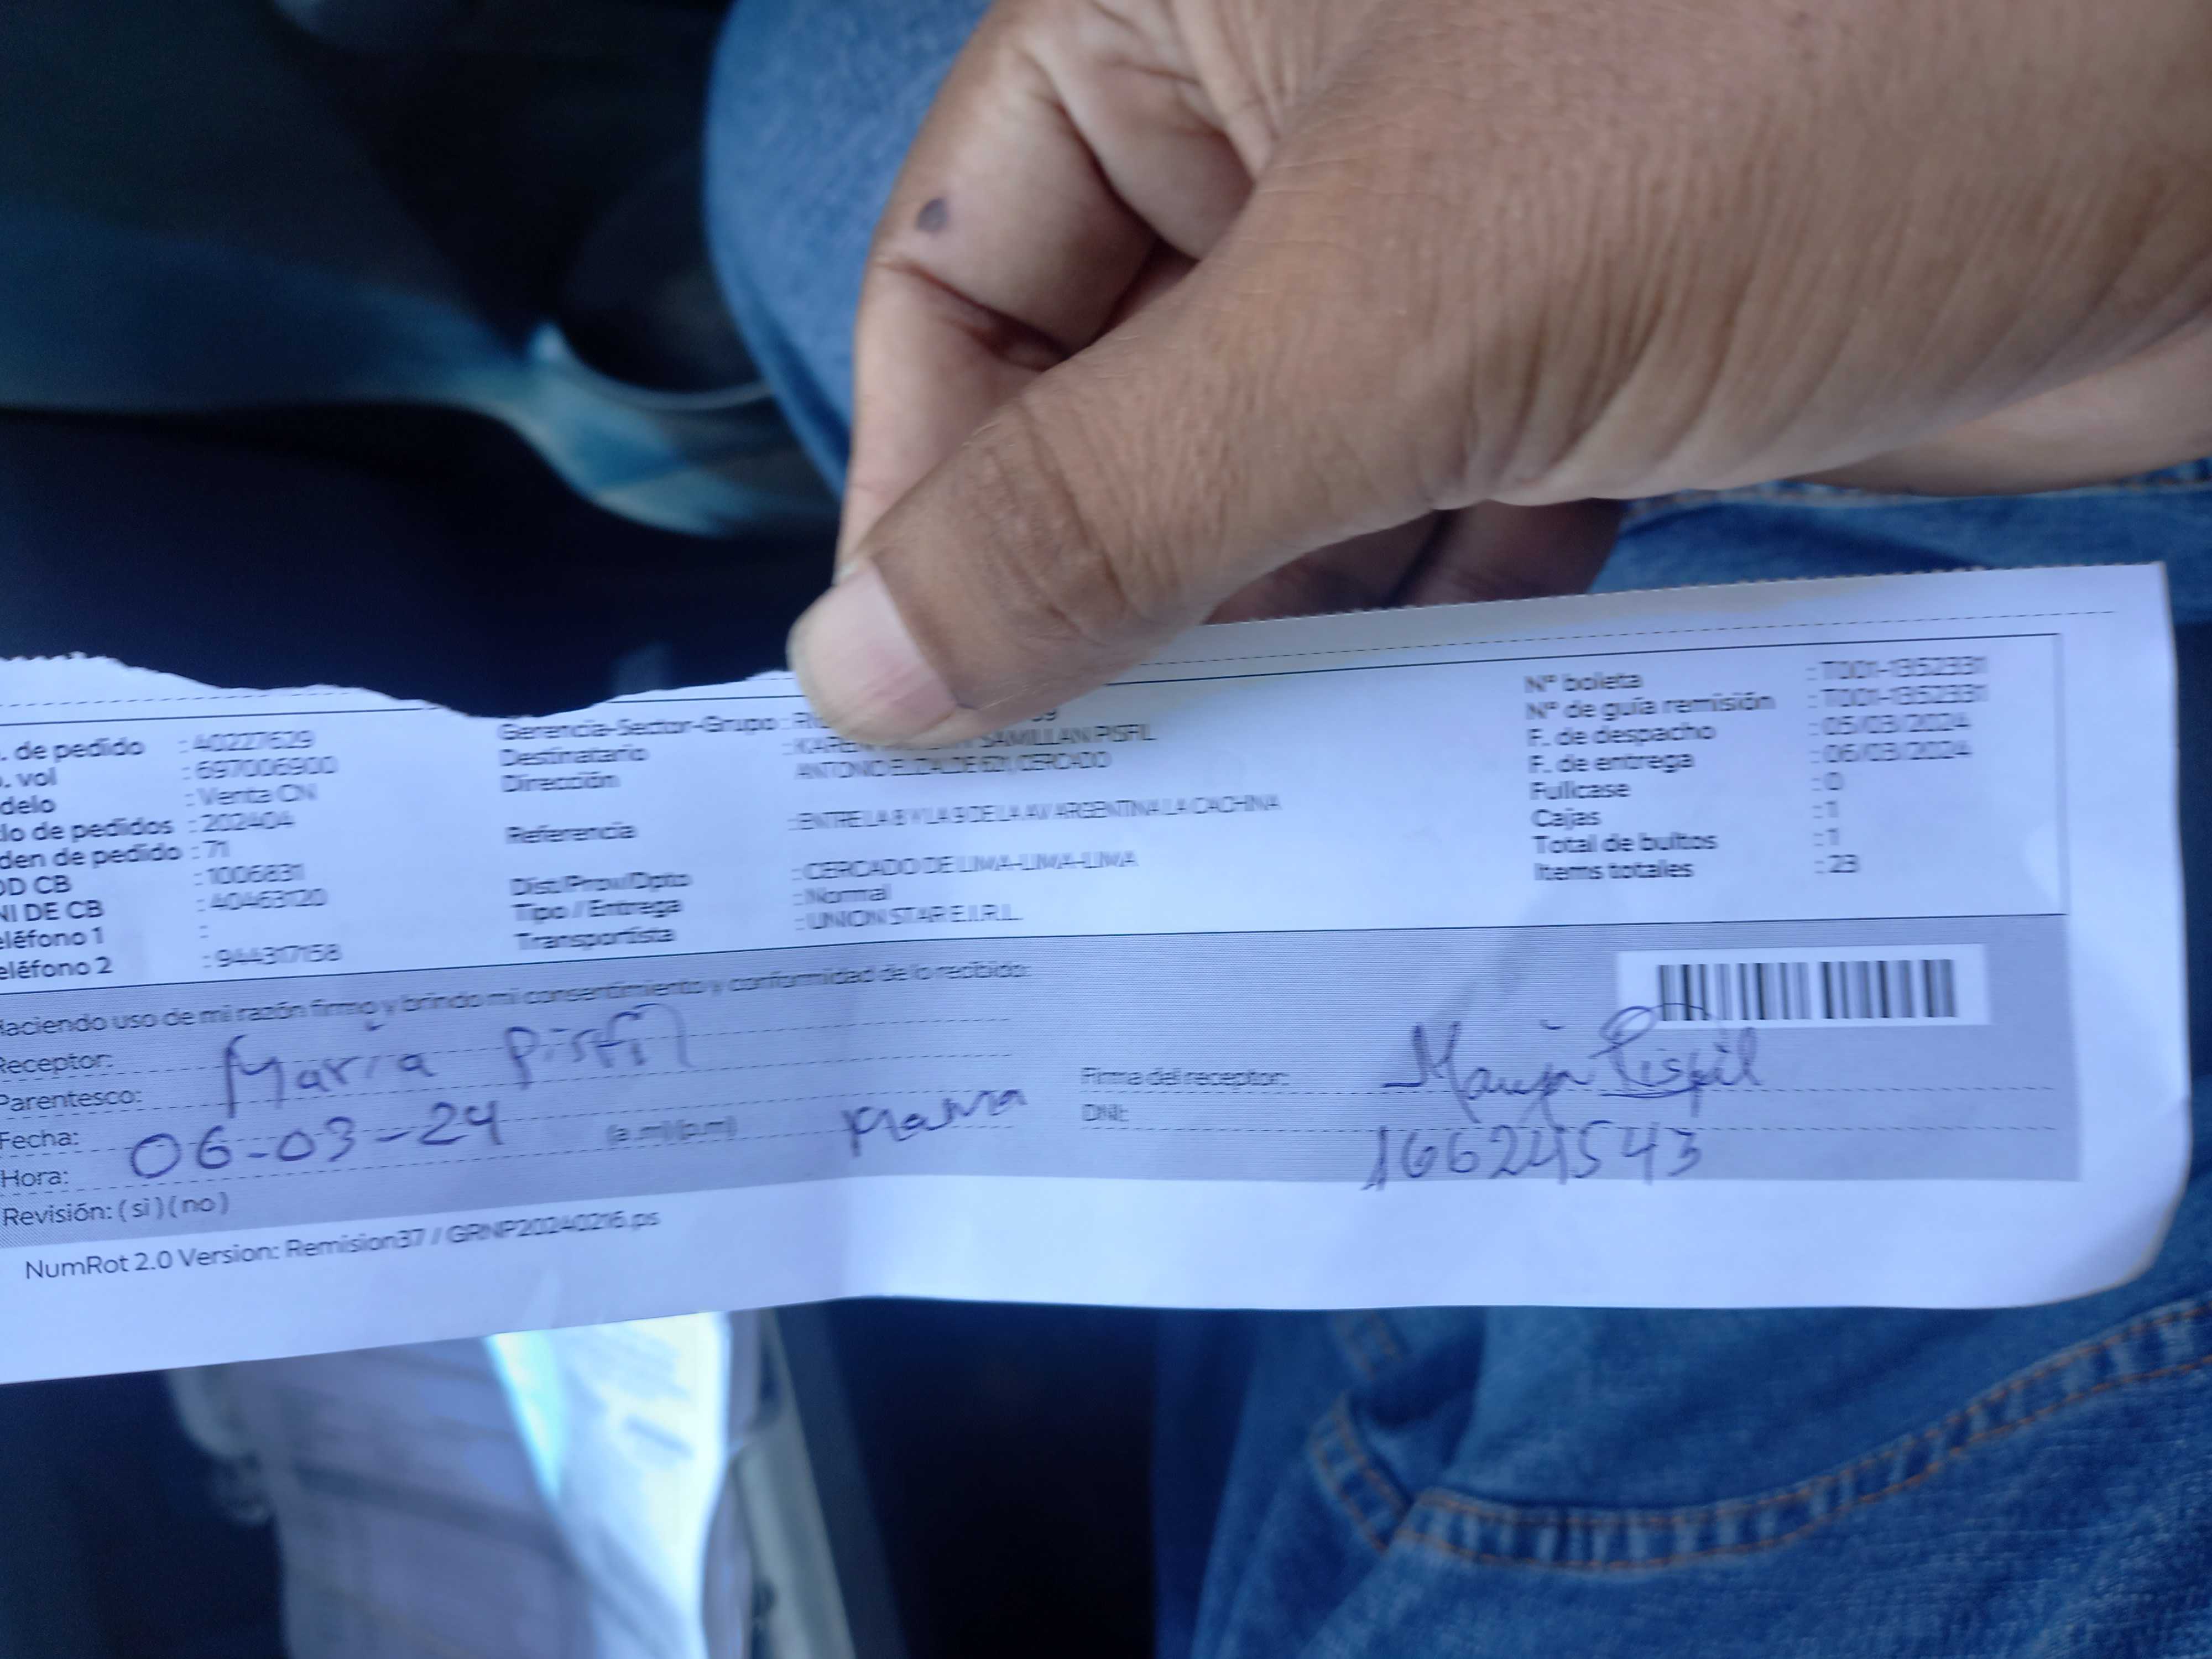 . de pedido : 40227629
. vol : 697006900
delo : Venta CN
lo de pedidos : 202404
den de pedido : 71
OD CB : 1006831
NI DE CB : 40463120
eléfono 1 :
eléfono 2 : 944317158
Gerencia-Sector-Grupo :
Destinatario : SAMILLAN PISFIL
Dirección ANTONIO ELIZALDE 621, CERCADO
Referencia : ENTRE LA 8 Y LA 9 DE LA AV ARGENTINA LA CACHINA
Dist/Prov/Dpto : CERCADO DE LIMA-LIMA-LIMA
Tipo / Entrega : Normal
Transportista : UNION STAR E.I.R.L.
N° boleta : T001-1352331
N° de guía remisión : T001-1352331
F. de despacho : 05/03/2024
F. de entrega : 06/03/2024
Fullcase : 0
Cajas : 1
Total de bultos : 1
Items totales : 23
Haciendo uso de mi razón firmo y brindo mi consentimiento y conformidad de lo recibido:
Receptor: María Pisfil
Parentesco:
Fecha: 06-03-24
Hora: (a.m) (p.m)
Revisión: ( si ) ( no )
Firma del receptor: María Pisfil
DNI: 16624543
NumRot 2.0 Version: Remision37 / GRNP20240216.ps